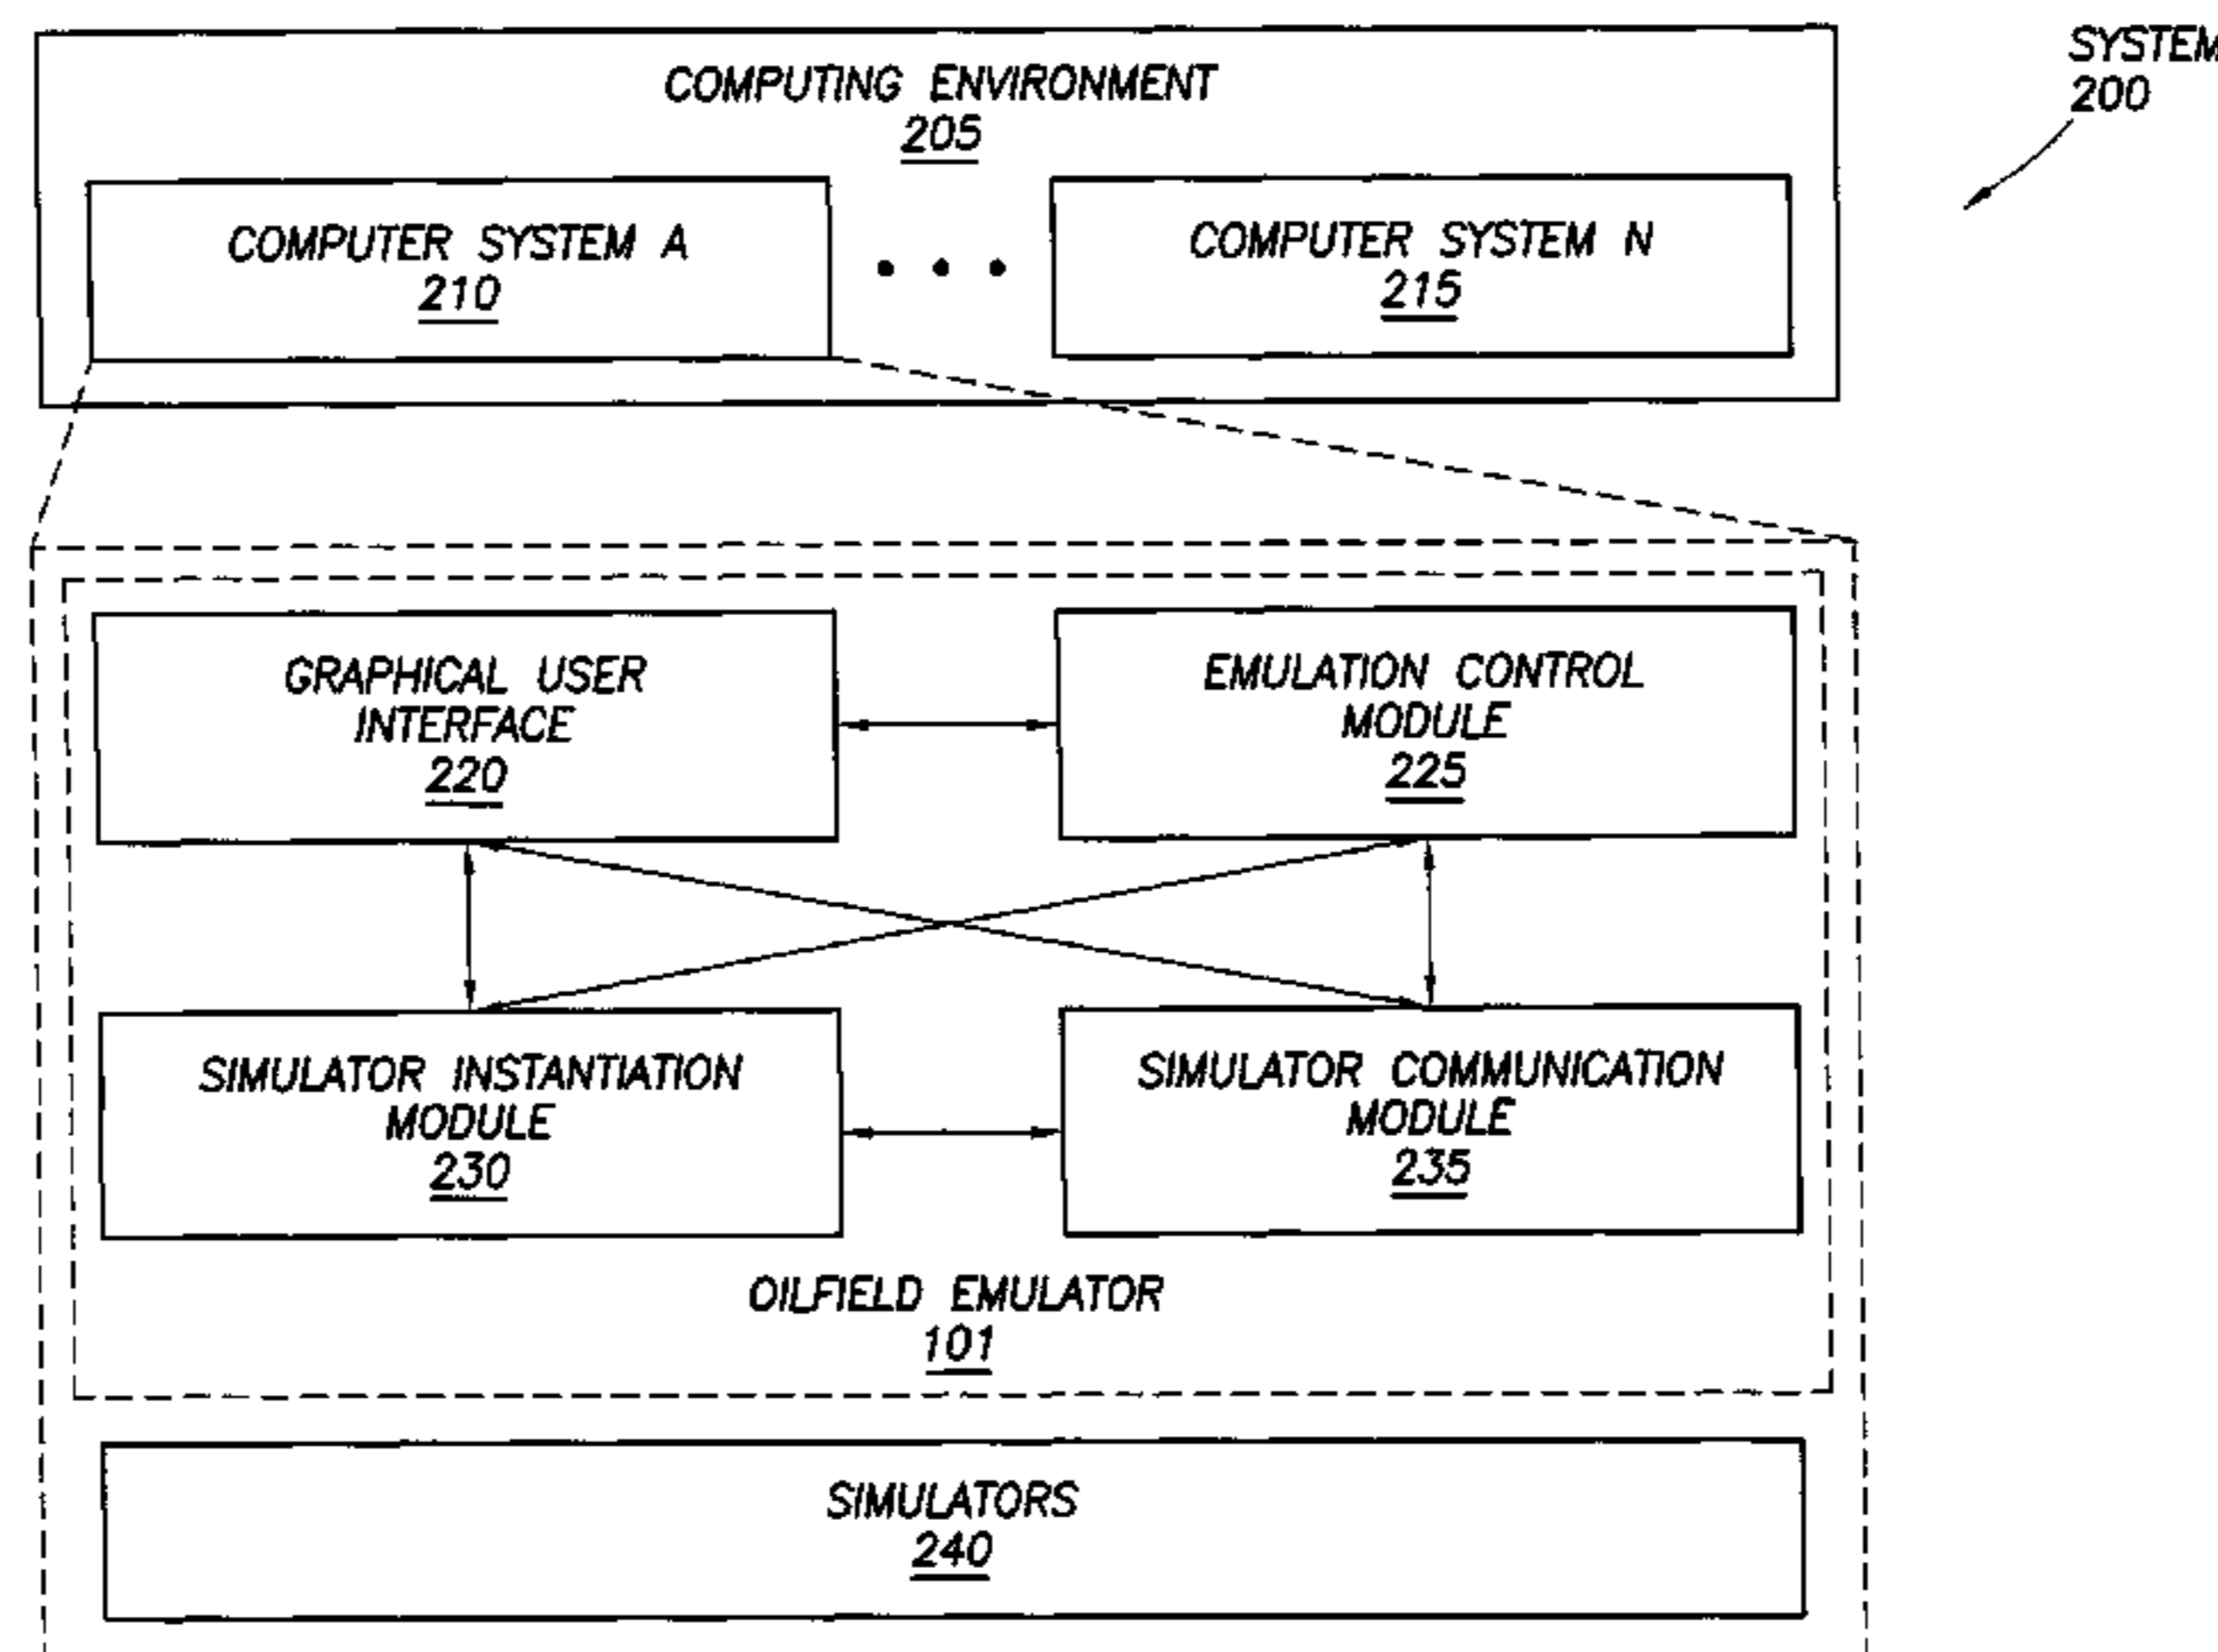 SYSTEM
200
COMPUTING ENVIRONMENT
205
COMPUTER SYSTEM A
210
COMPUTER SYSTEM N
215
GRAPHICAL USER
INTERFACE
220
EMULATION CONTROL
MODULE
225
SIMULATOR INSTANTIATION
MODULE
230
SIMULATOR COMMUNICATION
MODULE
235
OILFIELD EMULATOR
101
SIMULATORS
240